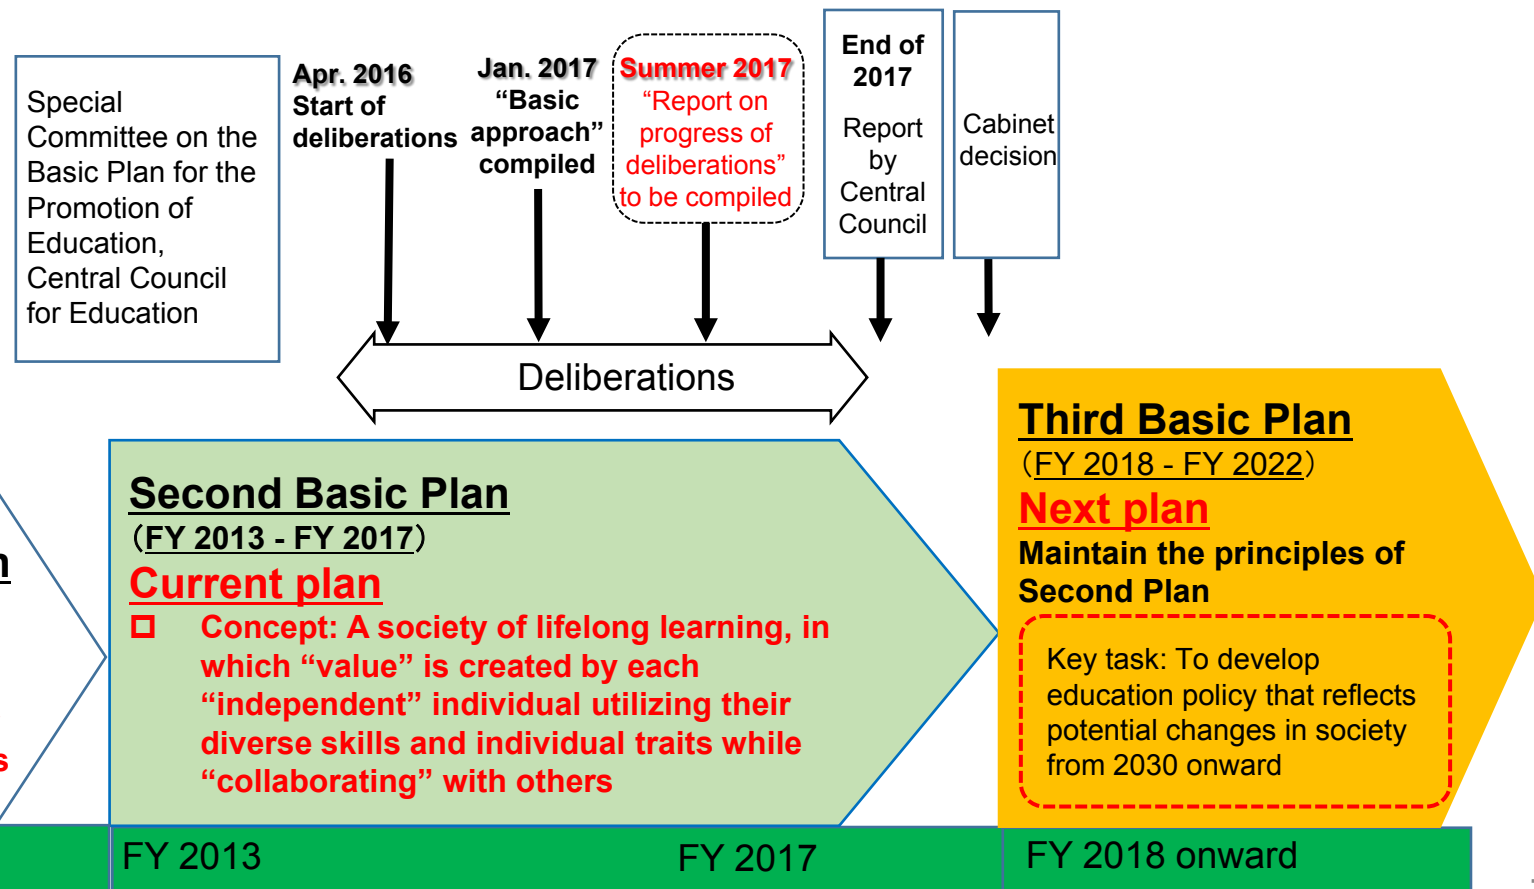 Special
Committee on the
Basic Plan for the
Promotion of
Education,
Central Council
for Education
Apr. 2016
Start of
deliberations
Jan. 2017
“Basic
approach”
compiled
Summer 2017
“Report on
progress of
deliberations”
to be compiled
End of
2017
Report
by
Central
Council
Cabinet
decision
Deliberations
Second Basic Plan
（FY 2013 - FY 2017）
Current plan
Concept: A society of lifelong learning, in
which “value” is created by each
“independent” individual utilizing their
diverse skills and individual traits while
“collaborating” with others
Third Basic Plan
（FY 2018 - FY 2022）
Next plan
Maintain the principles of
Second Plan
Key task: To develop
education policy that reflects
potential changes in society
from 2030 onward
FY 2013
FY 2017
FY 2018 onward